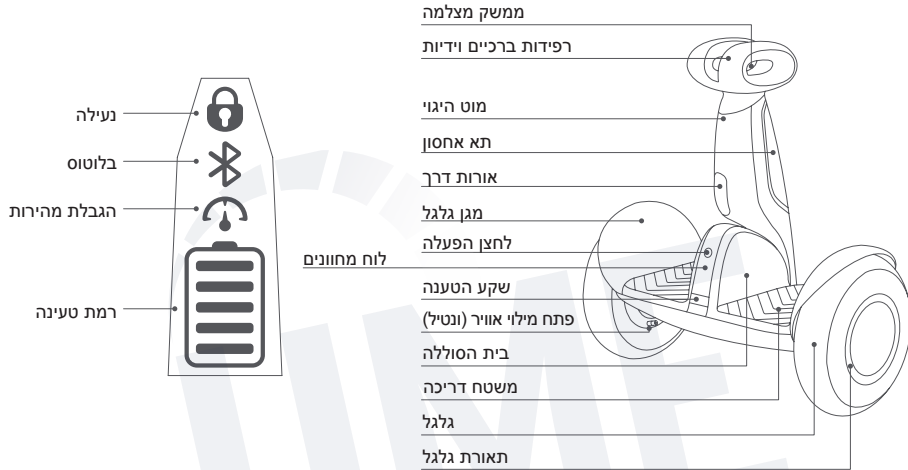 ממשק מצלמה
רפידות ברכיים וידיות
מוט היגוי
תא אחסון
אורות דרך
מגן גלגל
לחצן הפעלה
לוח מחוונים
שקע הטענה
פתח מילוי אוויר (ונטיל)
בית הסוללה
משטח דריכה
גלגל
תאורת גלגל
נעילה
בלוטוס
הגבלת מהירות
רמת טעינה
TIME